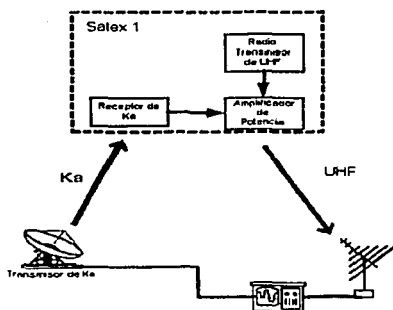 Satex 1
Radio
Transmisor
de UHF
Receptor de
Ka
Amplificador
de
Potencia
Ka
UHF
Transmisor de Ka